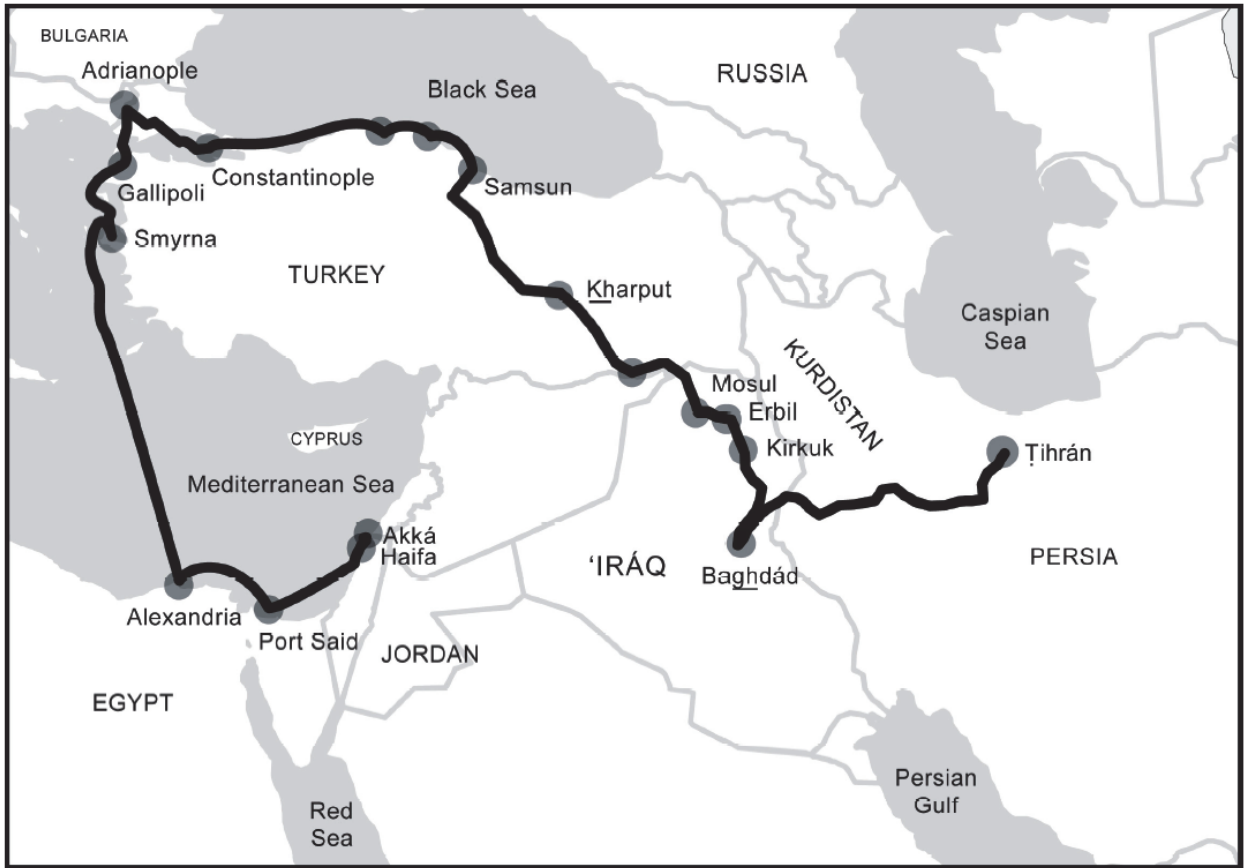 BULGARIA
Adrianople
RUSSIA
Black Sea
Constantinople
Gallipoli
Samsun
Smyrna
TURKEY
Kharput
Caspian
Sea
KURDISTAN
Mosul
Erbil
Kirkuk
CYPRUS
Ṭihrán
Mediterranean Sea
Akká
Haifa
‘IRÁQ
PERSIA
Baghdád
Alexandria
Port Said
JORDAN
EGYPT
Persian
Gulf
Red
Sea